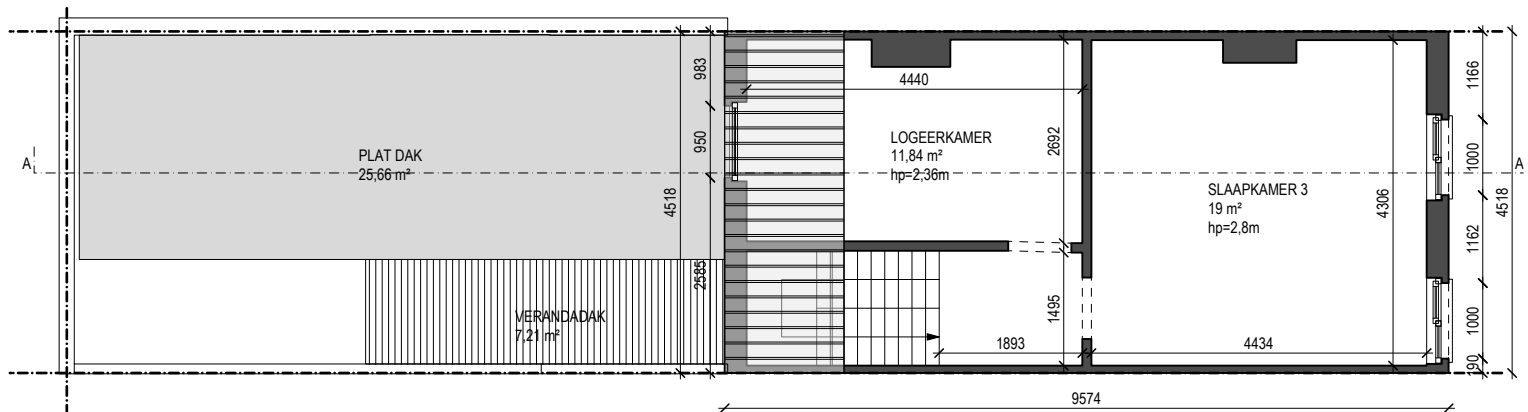 PLAT DAK
25,66 m²
VERANDADAK
7,21 m²
LOGEERKAMER
11,84 m²
hp=2,36m
SLAAPKAMER 3
19 m²
hp=2,8m
A
A
983
950
2585
4518
4440
2692
1495
1893
4434
4306
1166
1000
1162
1000
190
4518
9574